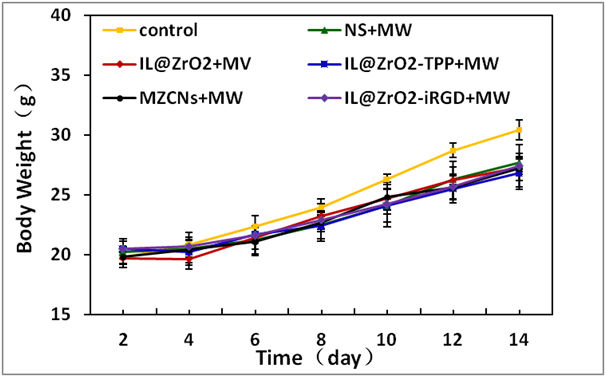 40
35
30
25
20
15
Body Weight（g）
control
NS+MW
IL@ZrO2+MV
IL@ZrO2-TPP+MW
MZCNs+MW
IL@ZrO2-iRGD+MW
2 4 6 8 10 12 14
Time（day）